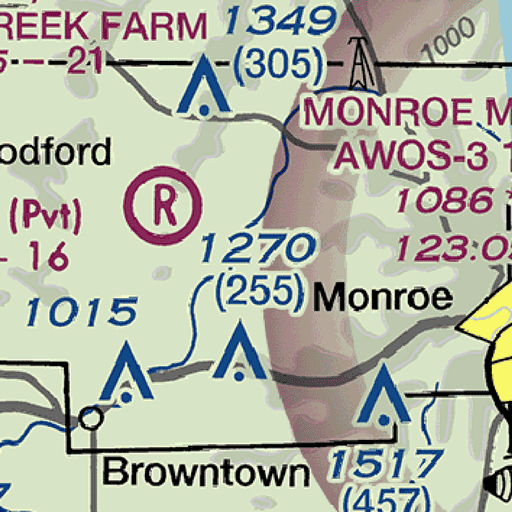 REEK FARM
5 - - 21
1349
(305)
1000
MONROE M
AWOS-3 1
1086 *
123.0
odford
(Pvt)
- 16
R
1270
(255)
1015
Monroe
Browntown
1517
(457)